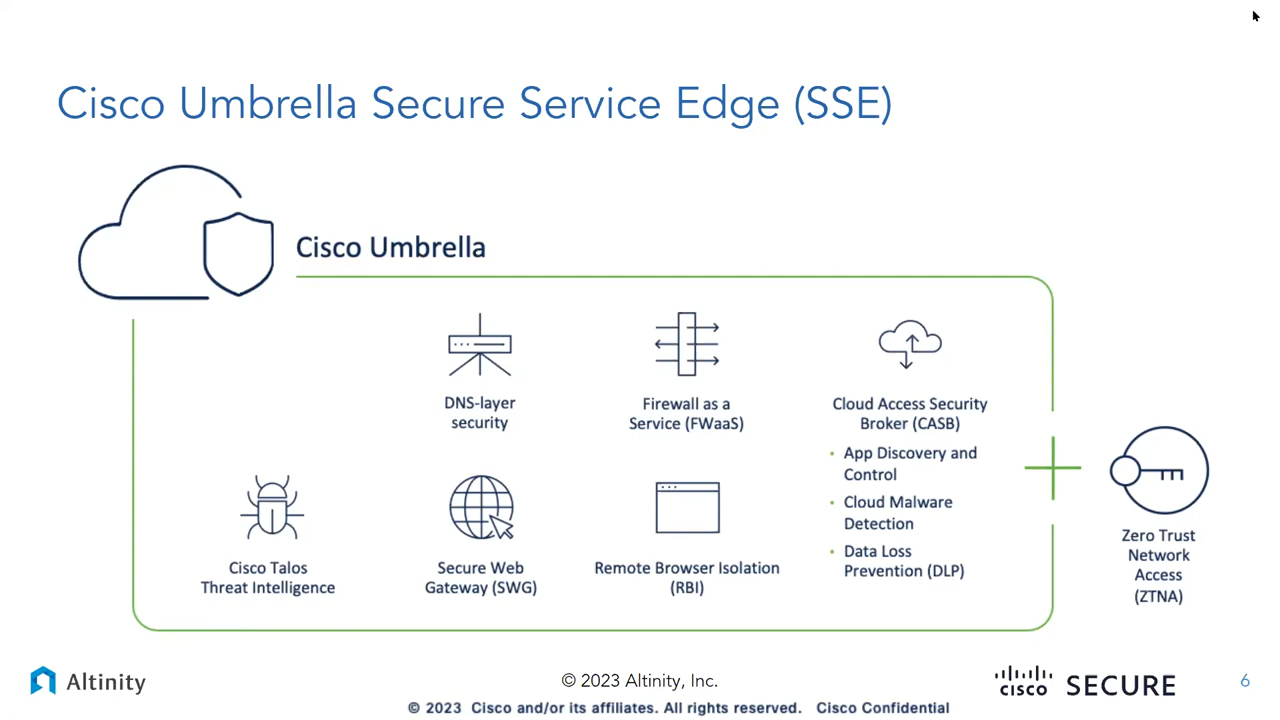 Cisco Umbrella Secure Service Edge (SSE)
Cisco Umbrella
DNS-layer
security
Firewall as a
Service (FWaaS)
Cloud Access Security
Broker (CASB)
• App Discovery and
Control
• Cloud Malware
Detection
• Data Loss
Prevention (DLP)
Cisco Talos
Threat Intelligence
Secure Web
Gateway (SWG)
Remote Browser Isolation
(RBI)
Zero Trust
Network
Access
(ZTNA)
Altinity
© 2023 Altinity, Inc.
cisco SECURE
6
© 2023 Cisco and/or its affiliates. All rights reserved. Cisco Confidential